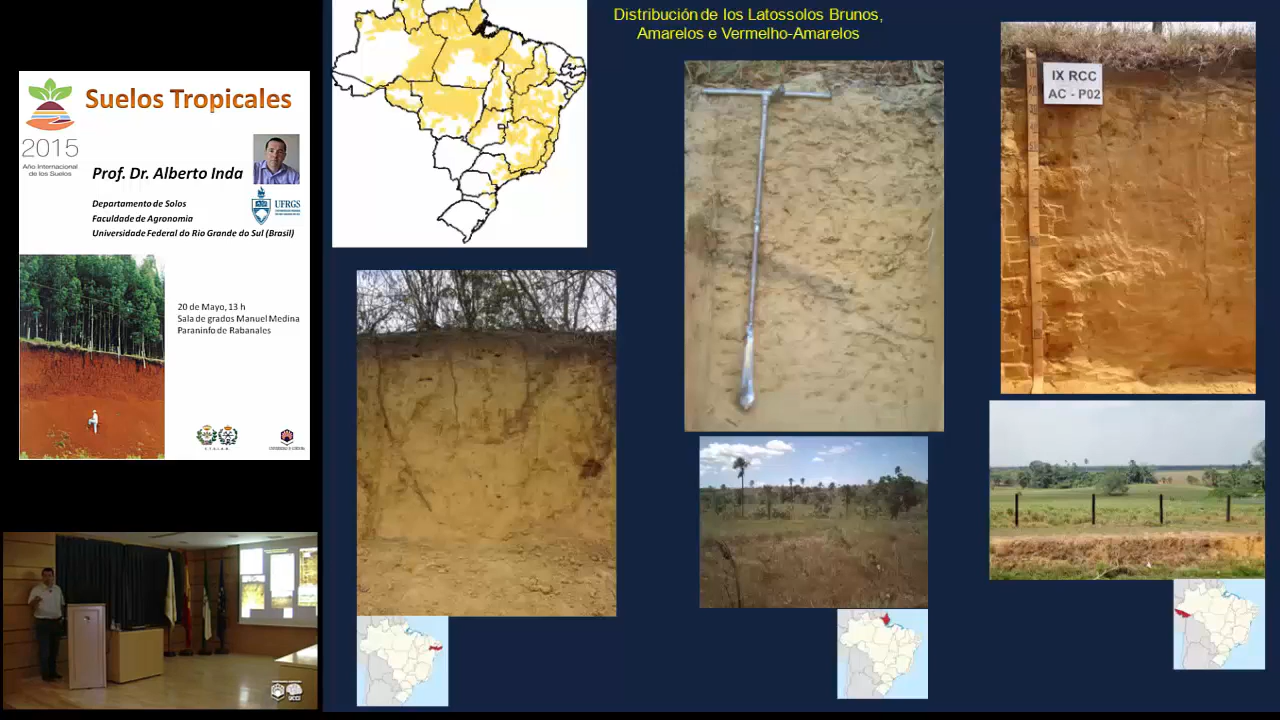 Suelos Tropicales
2015
Año Internacional
de los Suelos
Prof. Dr. Alberto Inda
UFRGS
Departamento de Solos
Faculdade de Agronomia
Universidade Federal do Rio Grande do Sul (Brasil)
20 de Mayo, 13 h
Sala de grados Manuel Medina
Paraninfo de Rabanales
Distribución de los Latossolos Brunos,
Amarelos e Vermelho-Amarelos
IX RCC
AC - P02